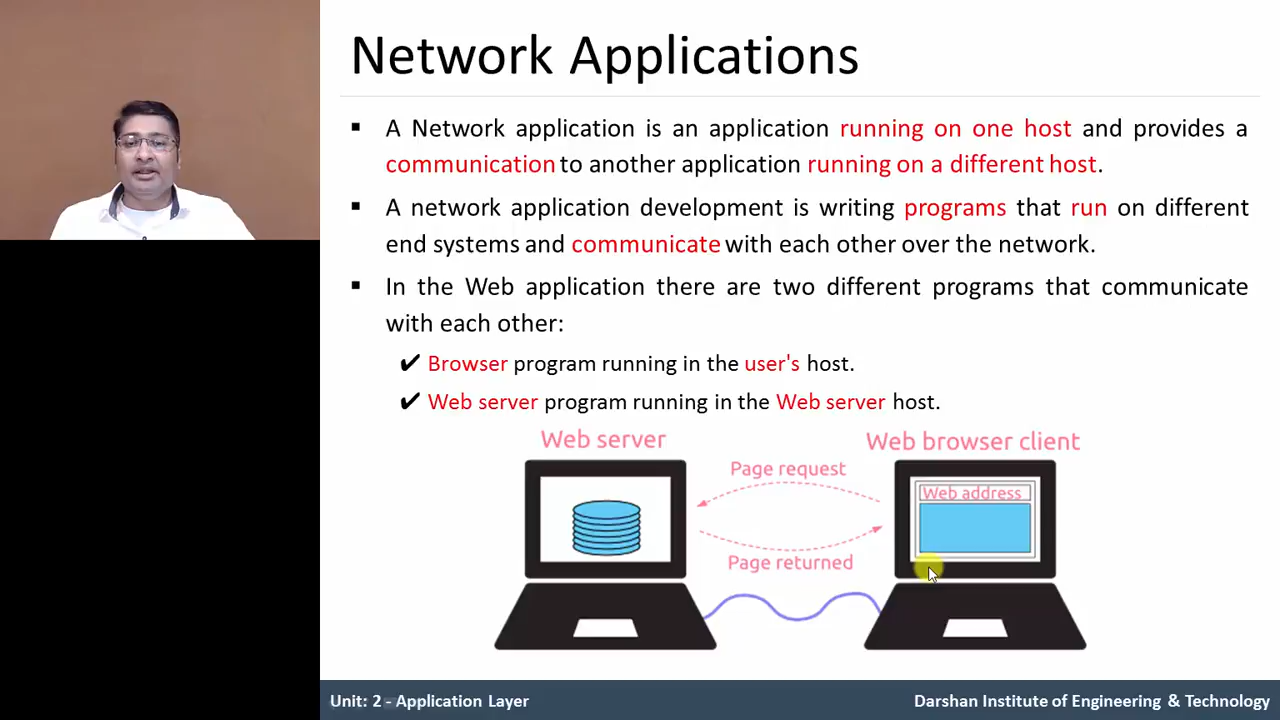 Network Applications
A Network application is an application running on one host and provides a
communication to another application running on a different host.
A network application development is writing programs that run on different
end systems and communicate with each other over the network.
In the Web application there are two different programs that communicate
with each other:
✔ Browser program running in the user's host.
✔ Web server program running in the Web server host.
Web server
Web browser client
Page request
Web address
Page returned
Unit: 2 - Application Layer
Darshan Institute of Engineering & Technology